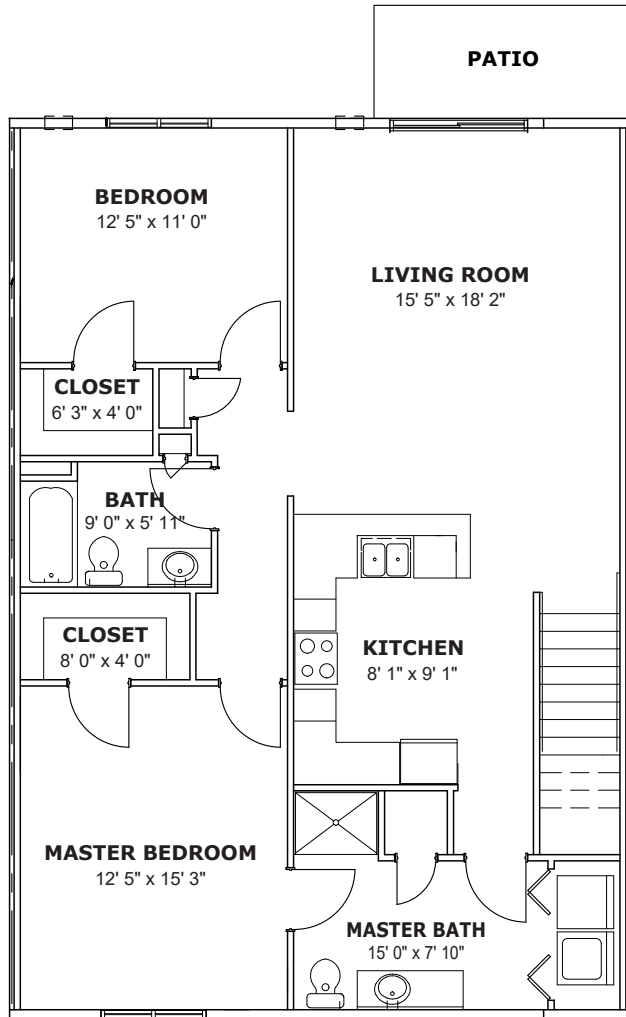 PATIO
BEDROOM
12' 5" x 11' 0"
LIVING ROOM
15' 5" x 18' 2"
CLOSET
6' 3" x 4' 0"
BATH
9' 0" x 5' 11"
CLOSET
8' 0" x 4' 0"
KITCHEN
8' 1" x 9' 1"
MASTER BEDROOM
12' 5" x 15' 3"
MASTER BATH
15' 0" x 7' 10"